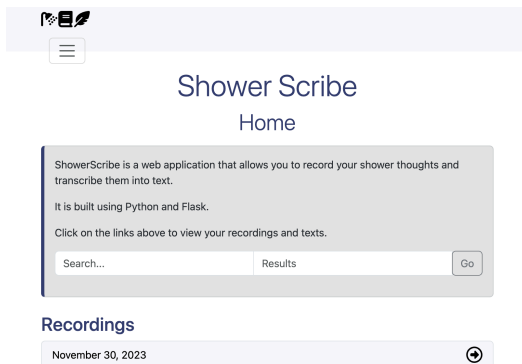 Shower Scribe
Home
ShowerScribe is a web application that allows you to record your shower thoughts and
transcribe them into text.
It is built using Python and Flask.
Click on the links above to view your recordings and texts.
Search... Results Go
Recordings
November 30, 2023